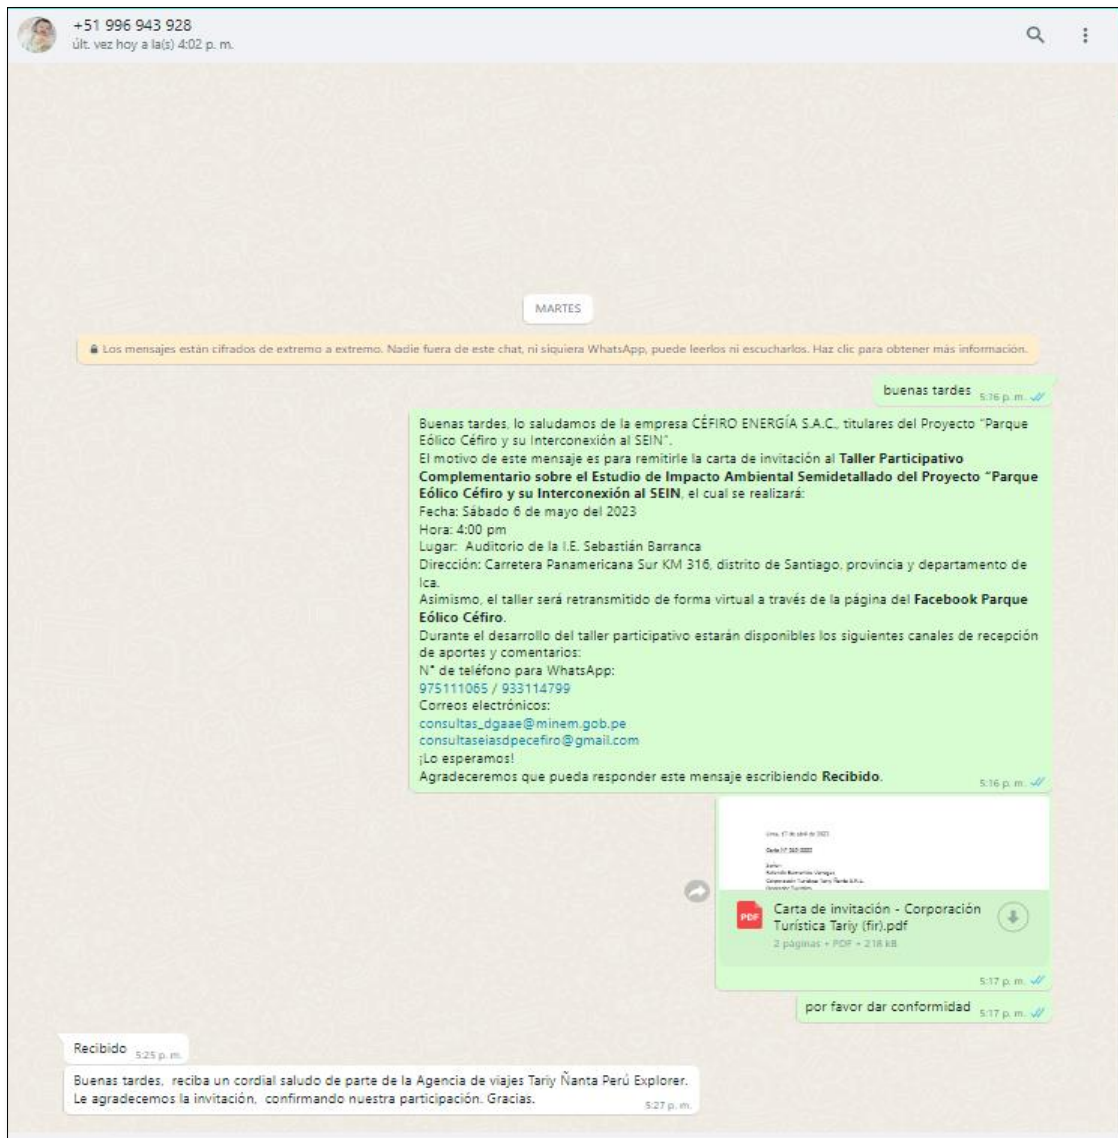 +51 996 943 928
últ. vez hoy a la(s) 4:02 p. m.
MARTES
Los mensajes están cifrados de extremo a extremo. Nadie fuera de este chat, ni siquiera WhatsApp, puede leerlos ni escucharlos. Haz clic para obtener más información.
buenas tardes 5:16 p. m.
Buenas tardes, lo saludamos de la empresa CÉFIRO ENERGÍA S.A.C., titulares del Proyecto "Parque
Eólico Céfiro y su Interconexión al SEIN".
El motivo de este mensaje es para remitirle la carta de invitación al Taller Participativo
Complementario sobre el Estudio de Impacto Ambiental Semidetallado del Proyecto "Parque
Eólico Céfiro y su Interconexión al SEIN, el cual se realizará:
Fecha: Sábado 6 de mayo del 2023
Hora: 4:00 pm
Lugar: Auditorio de la I.E. Sebastián Barranca
Dirección: Carretera Panamericana Sur KM 316, distrito de Santiago, provincia y departamento de
Ica.
Asimismo, el taller será retransmitido de forma virtual a través de la página del Facebook Parque
Eólico Céfiro.
Durante el desarrollo del taller participativo estarán disponibles los siguientes canales de recepción
de aportes y comentarios:
N° de teléfono para WhatsApp:
975111065 / 933114799
Correos electrónicos:
consultas_dgaae@minem.gob.pe
consultaseiasdpecefiro@gmail.com
¡Lo esperamos!
Agradeceremos que pueda responder este mensaje escribiendo Recibido.
5:16 p. m.
Lima, 17 de abril de 2023
Señor:
PDF
Carta de invitación - Corporación
Turística Tariy (fir).pdf
2 páginas • PDF • 218 kB
5:17 p. m.
por favor dar conformidad 5:17 p. m.
Recibido 5:25 p. m.
Buenas tardes, reciba un cordial saludo de parte de la Agencia de viajes Tariy Ñanta Perú Explorer.
Le agradecemos la invitación, confirmando nuestra participación. Gracias.
5:27 p. m.